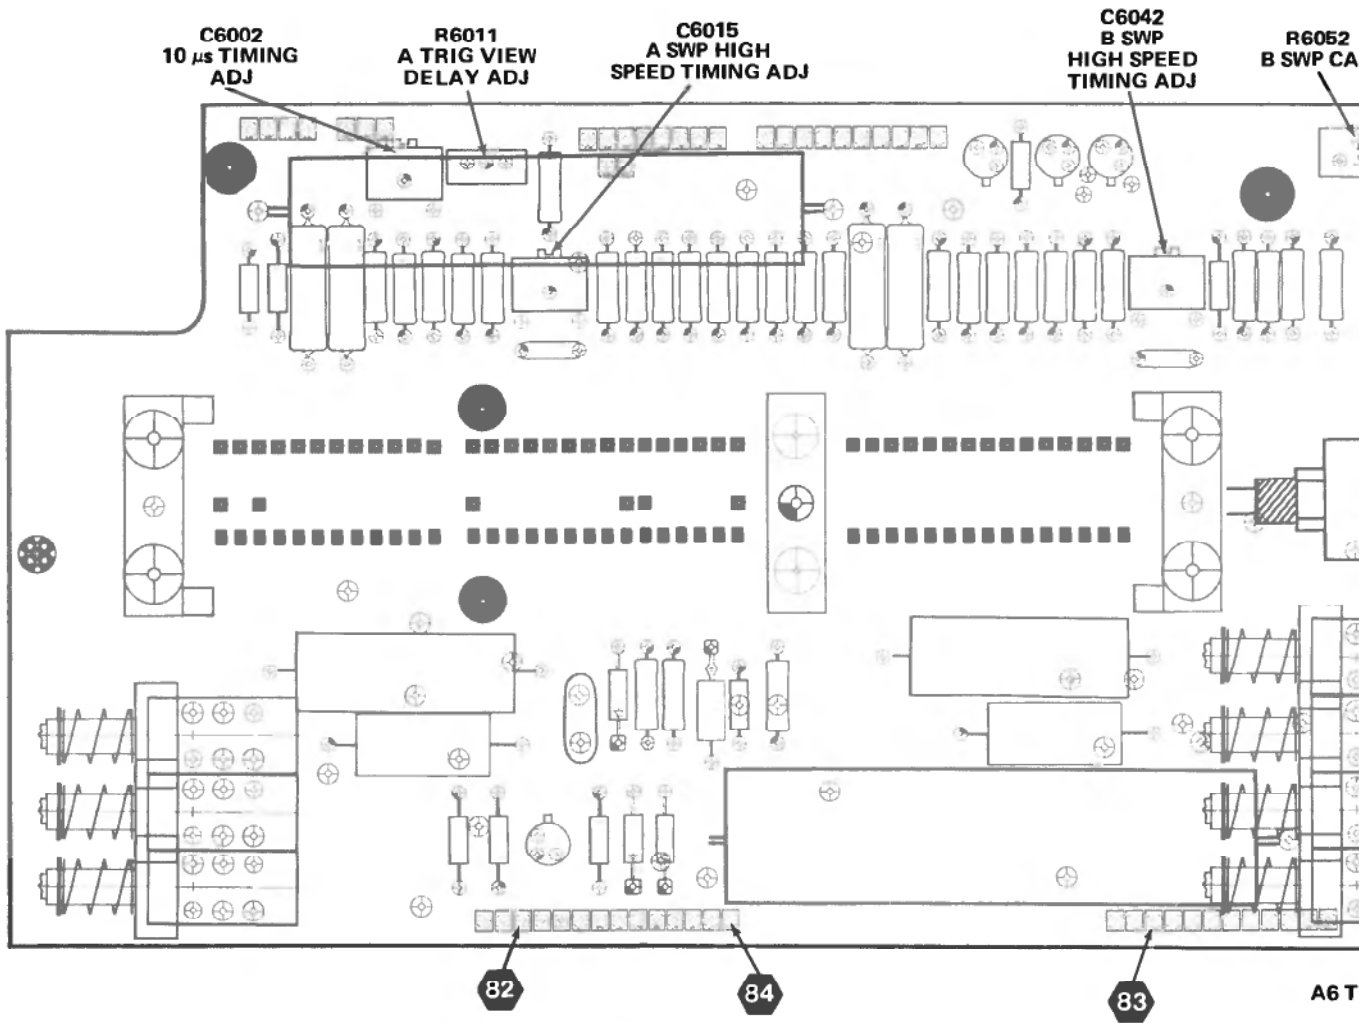 C6002
10 µs TIMING
ADJ
R6011
A TRIG VIEW
DELAY ADJ
C6015
A SWP HIGH
SPEED TIMING ADJ
C6042
B SWP
HIGH SPEED
TIMING ADJ
R6052
B SWP CA
82
84
83
A6 T